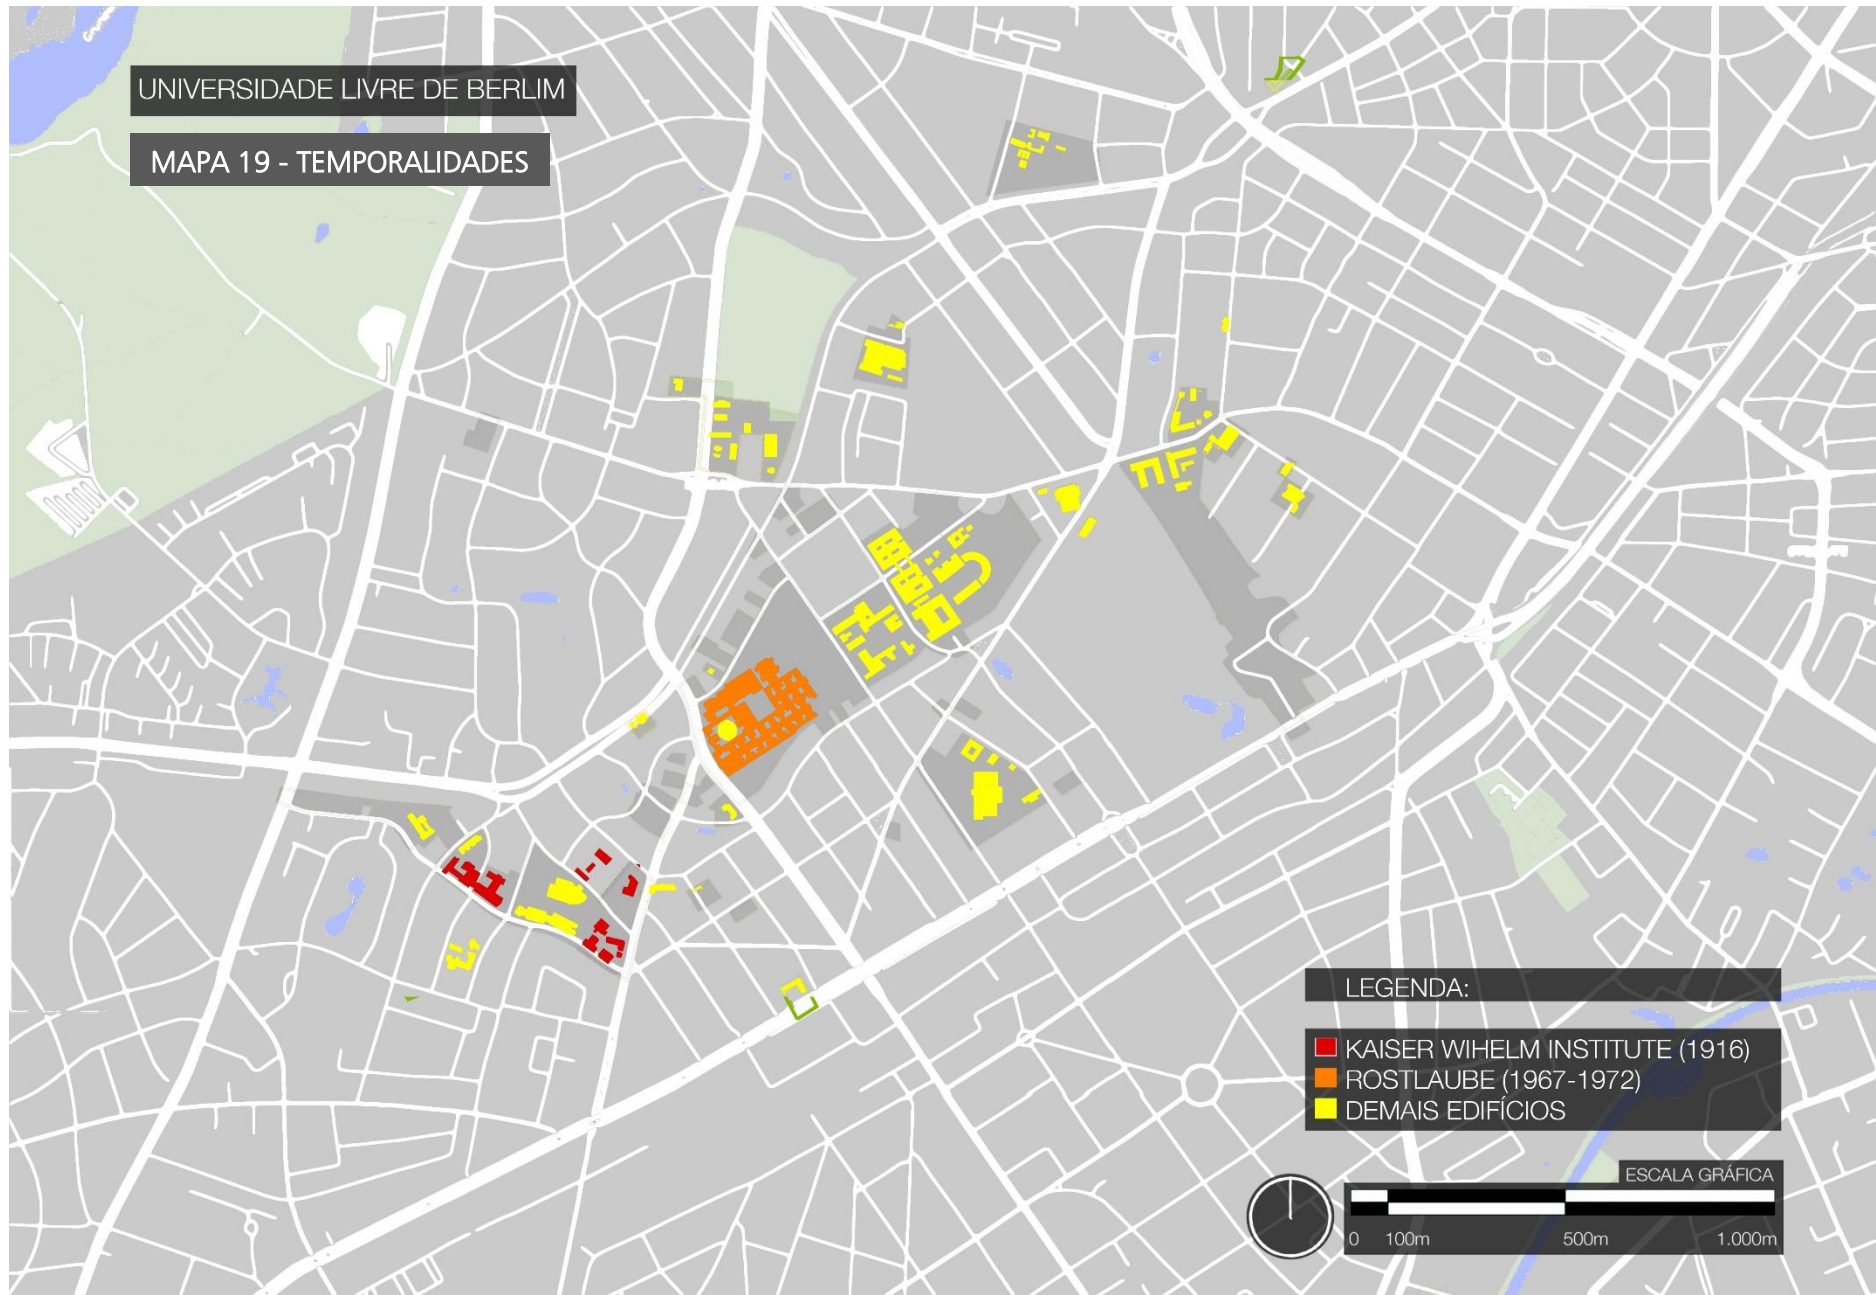 UNIVERSIDADE LIVRE DE BERLIM
MAPA 19 - TEMPORALIDADES
LEGENDA:
KAISER WIHELM INSTITUTE (1916)
ROSTLAUBE (1967-1972)
DEMAIS EDIFÍCIOS
ESCALA GRÁFICA
0 100m 500m 1.000m